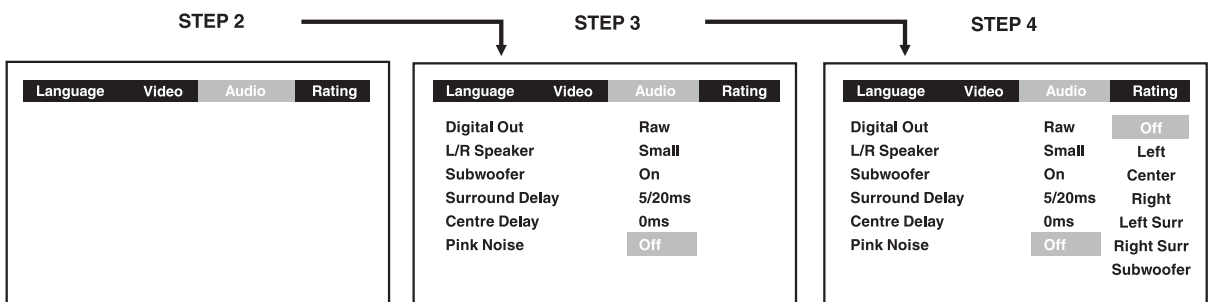 STEP 2
STEP 3
STEP 4
Language Video Audio Rating
Language Video Audio Rating
Digital Out Raw
L/R Speaker Small
Subwoofer On
Surround Delay 5/20ms
Centre Delay 0ms
Pink Noise Off
Language Video Audio Rating
Digital Out Raw Off
L/R Speaker Small Left
Subwoofer On Center
Surround Delay 5/20ms Right
Centre Delay 0ms Left Surr
Pink Noise Off Right Surr
Subwoofer